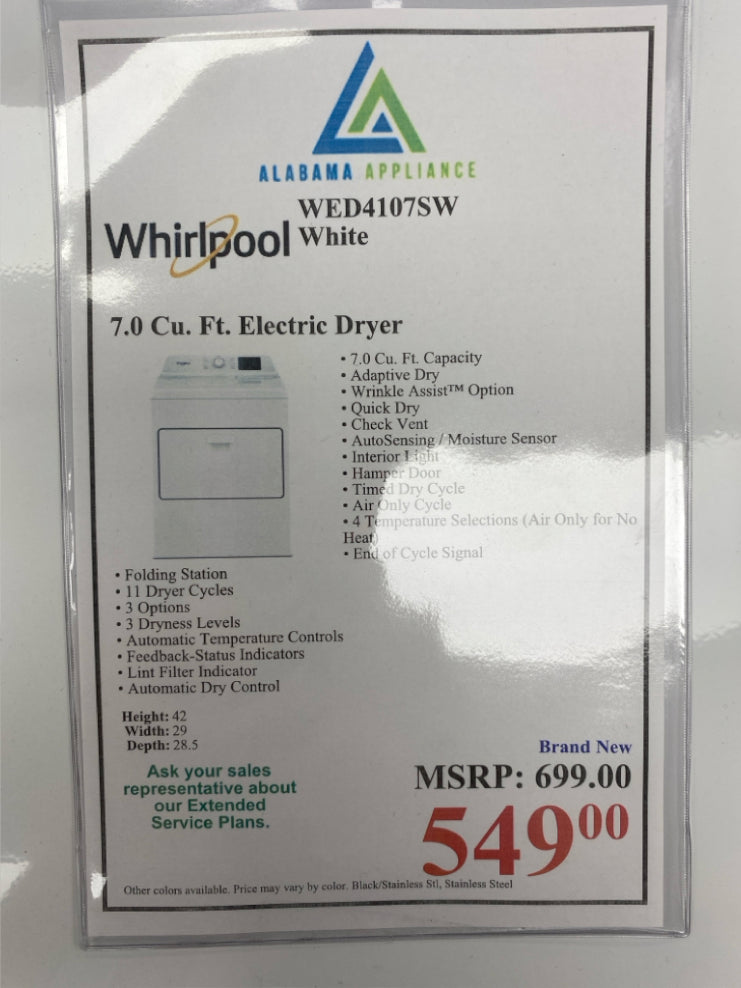 ALABAMA APPLIANCE
WED4107SW
Whirlpool White
7.0 Cu. Ft. Electric Dryer
• 7.0 Cu. Ft. Capacity
• Adaptive Dry
• Wrinkle Assist™ Option
• Quick Dry
• Check Vent
• AutoSensing / Moisture Sensor
• Interior Light
• Hamper Door
• Timed Dry Cycle
• Air Only Cycle
• 4 Temperature Selections (Air Only for No
Heat)
• End of Cycle Signal
• Folding Station
• 11 Dryer Cycles
• 3 Options
• 3 Dryness Levels
• Automatic Temperature Controls
• Feedback-Status Indicators
• Lint Filter Indicator
• Automatic Dry Control
Height: 42
Width: 29
Depth: 28.5
Ask your sales
representative about
our Extended
Service Plans.
Brand New
MSRP: 699.00
549⁰⁰
Other colors available. Price may vary by color. Black/Stainless Stl, Stainless Steel